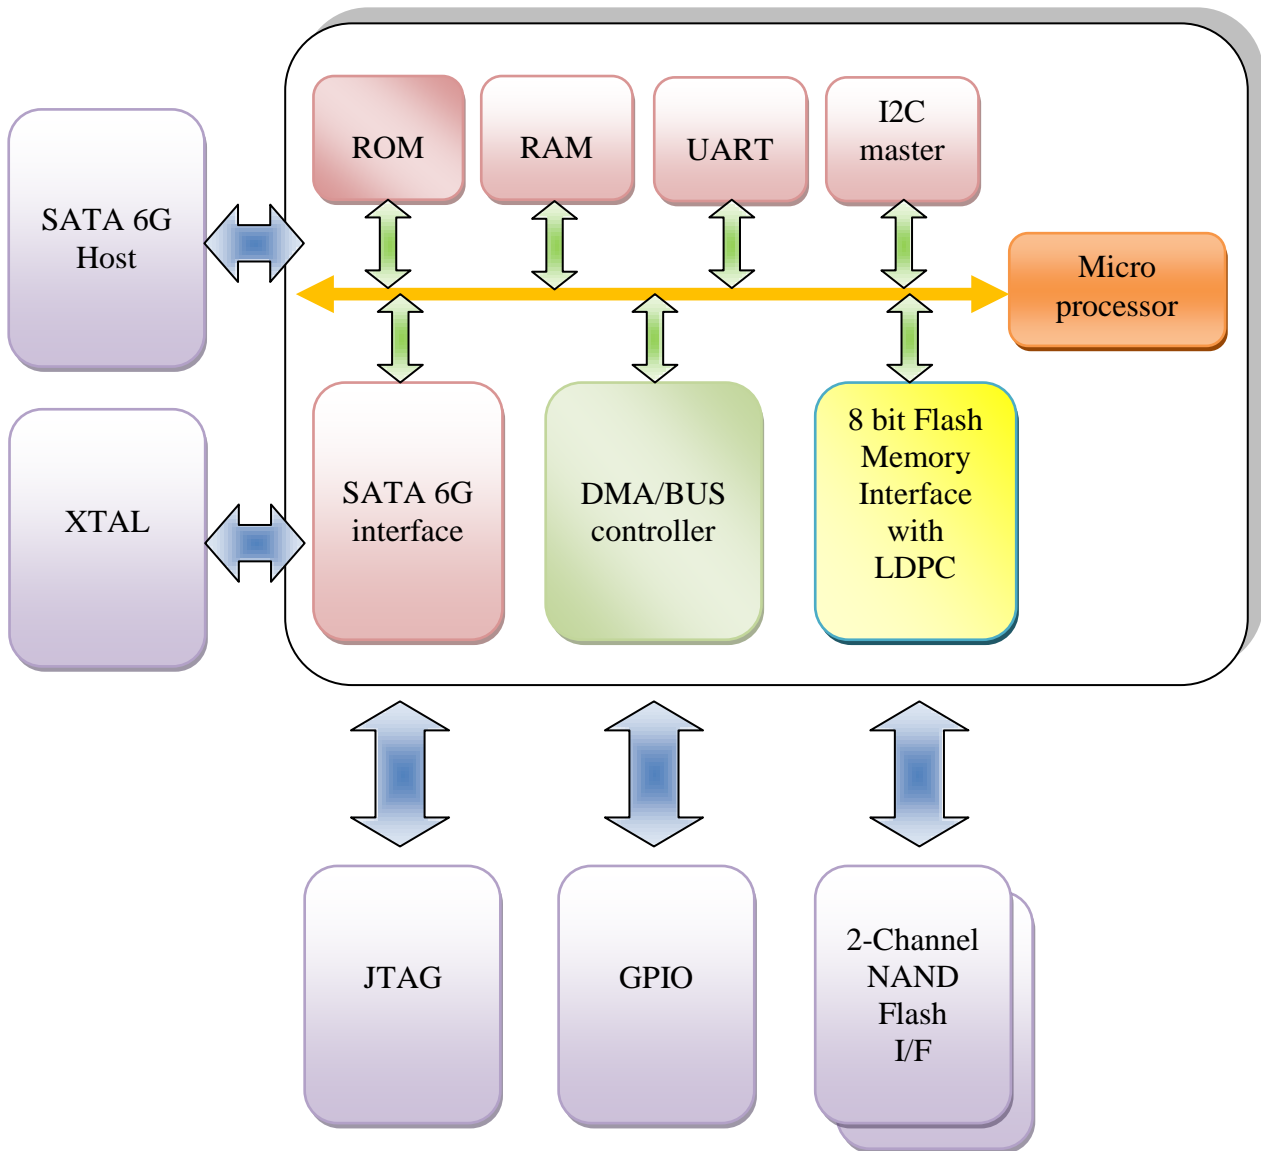 ROM
RAM
UART
I2C
master
SATA 6G
Host
Micro
processor
XTAL
SATA 6G
interface
DMA/BUS
controller
8 bit Flash
Memory
Interface
with
LDPC
JTAG
GPIO
2-Channel
NAND
Flash
I/F